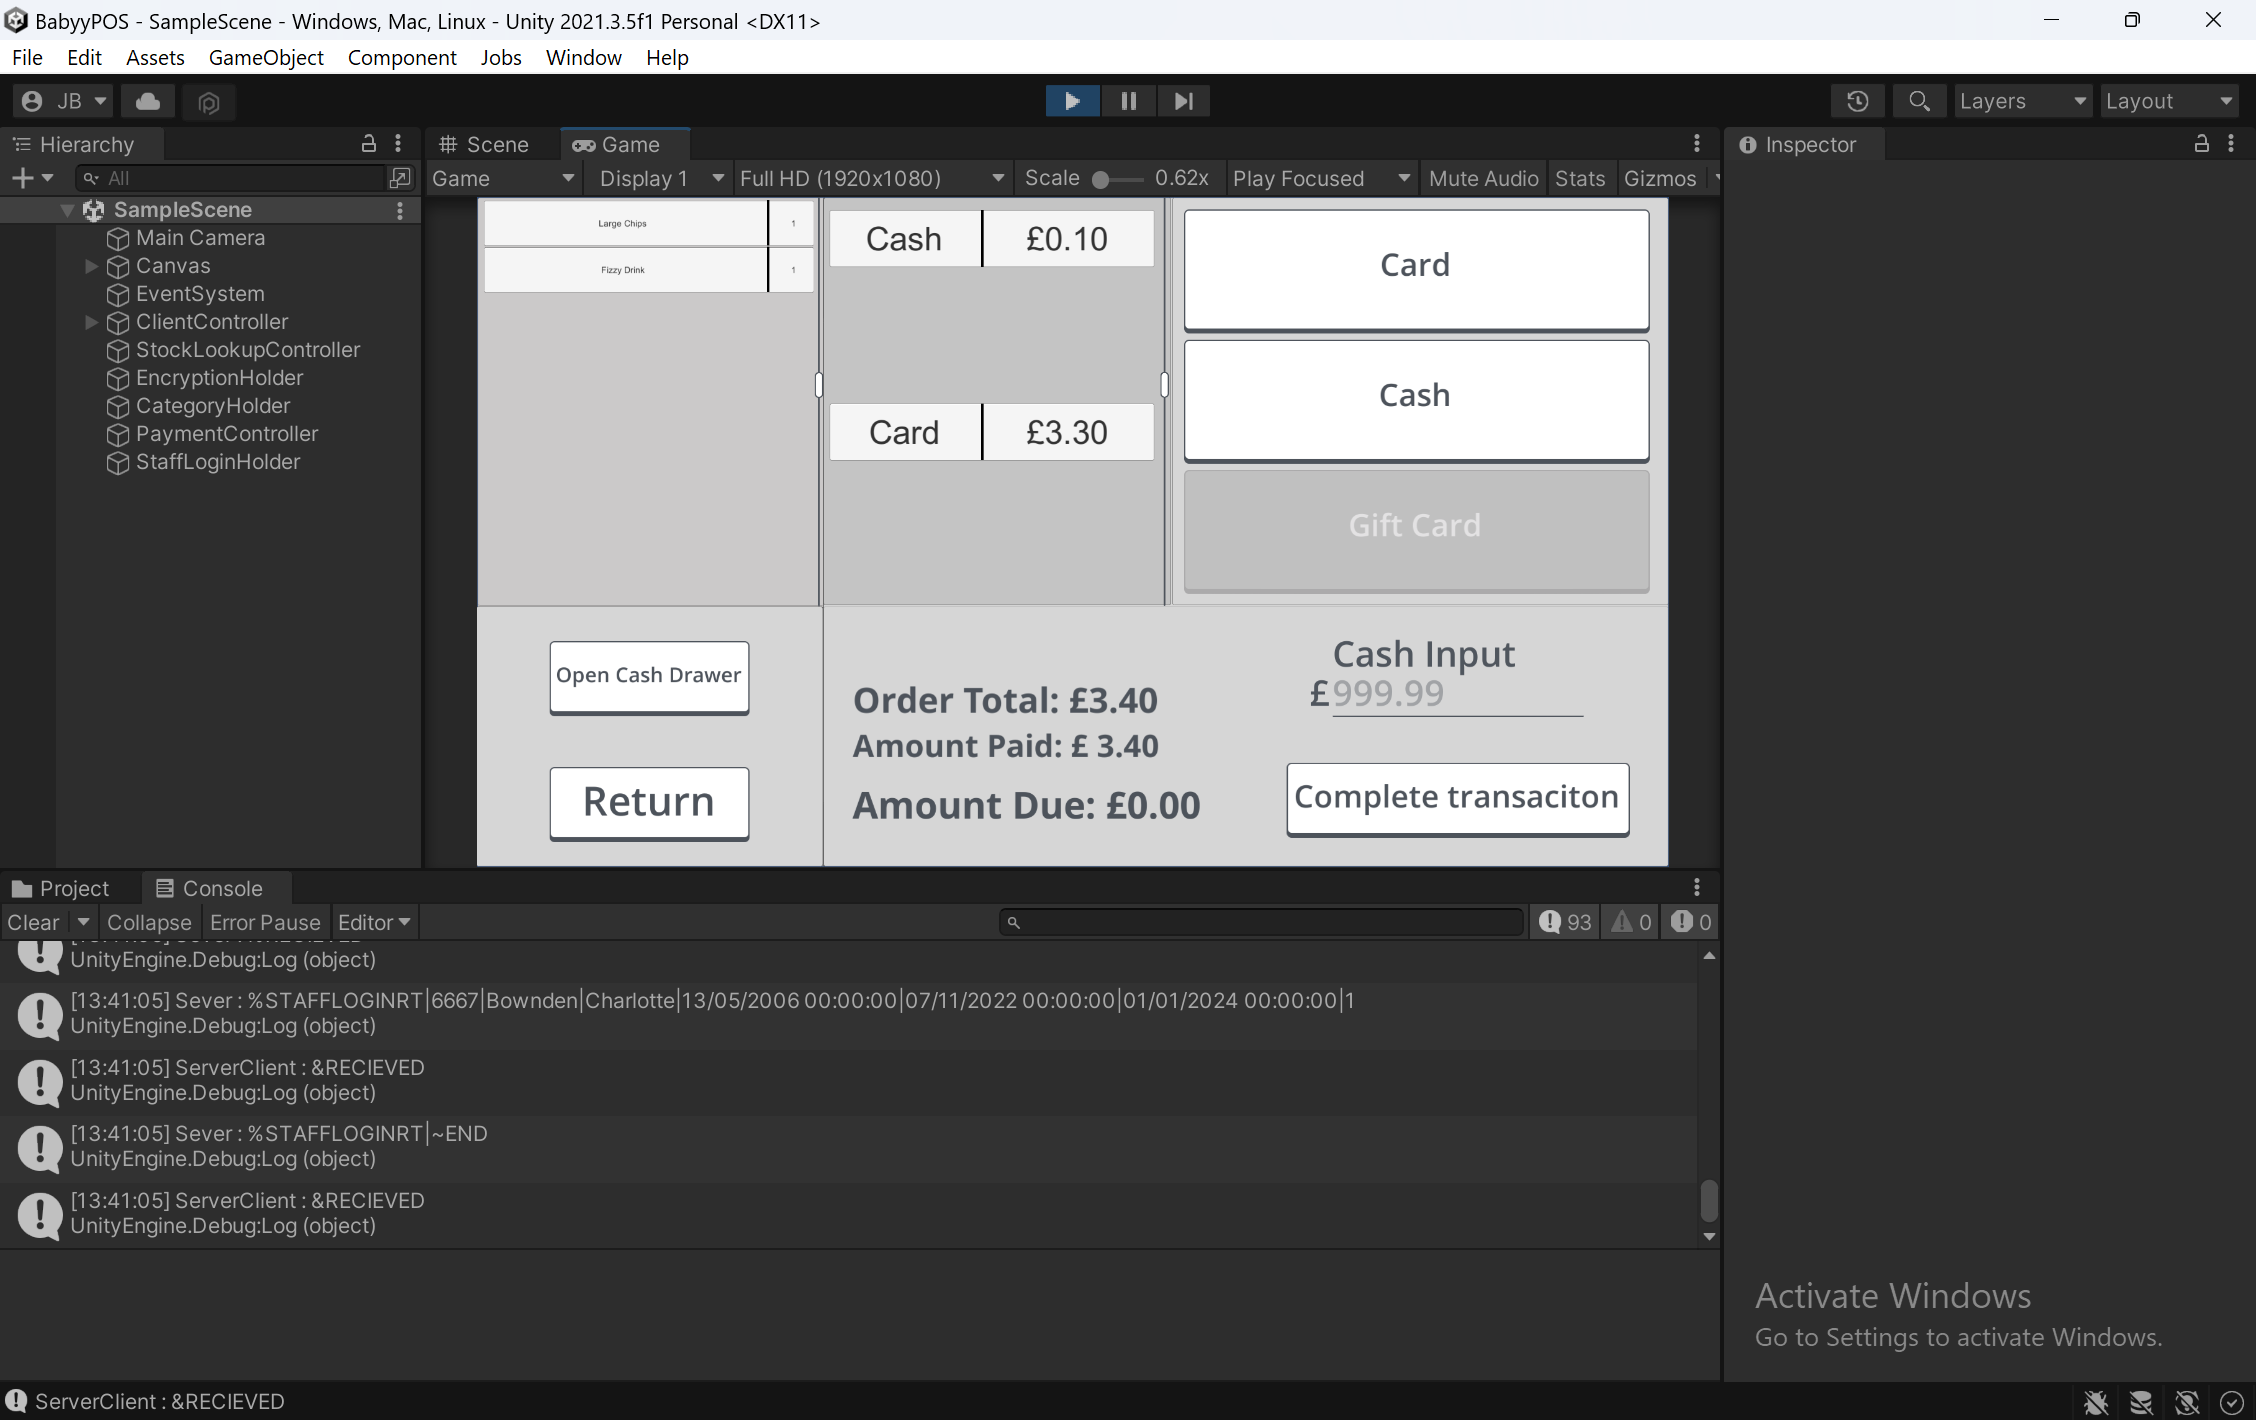 BabyyPOS - SampleScene - Windows, Mac, Linux - Unity 2021.3.5f1 Personal <DX11>
File Edit Assets GameObject Component Jobs Window Help
JB
Layers
Layout
Hierarchy
All
SampleScene
Main Camera
Canvas
EventSystem
ClientController
StockLookupController
EncryptionHolder
CategoryHolder
PaymentController
StaffLoginHolder
Scene
Game
Game Display 1 Full HD (1920x1080) Scale 0.62x Play Focused Mute Audio Stats Gizmos
Large Chips 1
Fizzy Drink 1
Cash £0.10
Card £3.30
Card
Cash
Gift Card
Open Cash Drawer
Return
Order Total: £3.40
Amount Paid: £ 3.40
Amount Due: £0.00
Cash Input
£999.99
Complete transaciton
Inspector
Project
Console
Clear Collapse Error Pause Editor
93 0 0
UnityEngine.Debug:Log (object)
[13:41:05] Sever : %STAFFLOGINRT|6667|Bownden|Charlotte|13/05/2006 00:00:00|07/11/2022 00:00:00|01/01/2024 00:00:00|1
UnityEngine.Debug:Log (object)
[13:41:05] ServerClient : &RECIEVED
UnityEngine.Debug:Log (object)
[13:41:05] Sever : %STAFFLOGINRT|~END
UnityEngine.Debug:Log (object)
[13:41:05] ServerClient : &RECIEVED
UnityEngine.Debug:Log (object)
Activate Windows
Go to Settings to activate Windows.
ServerClient : &RECIEVED